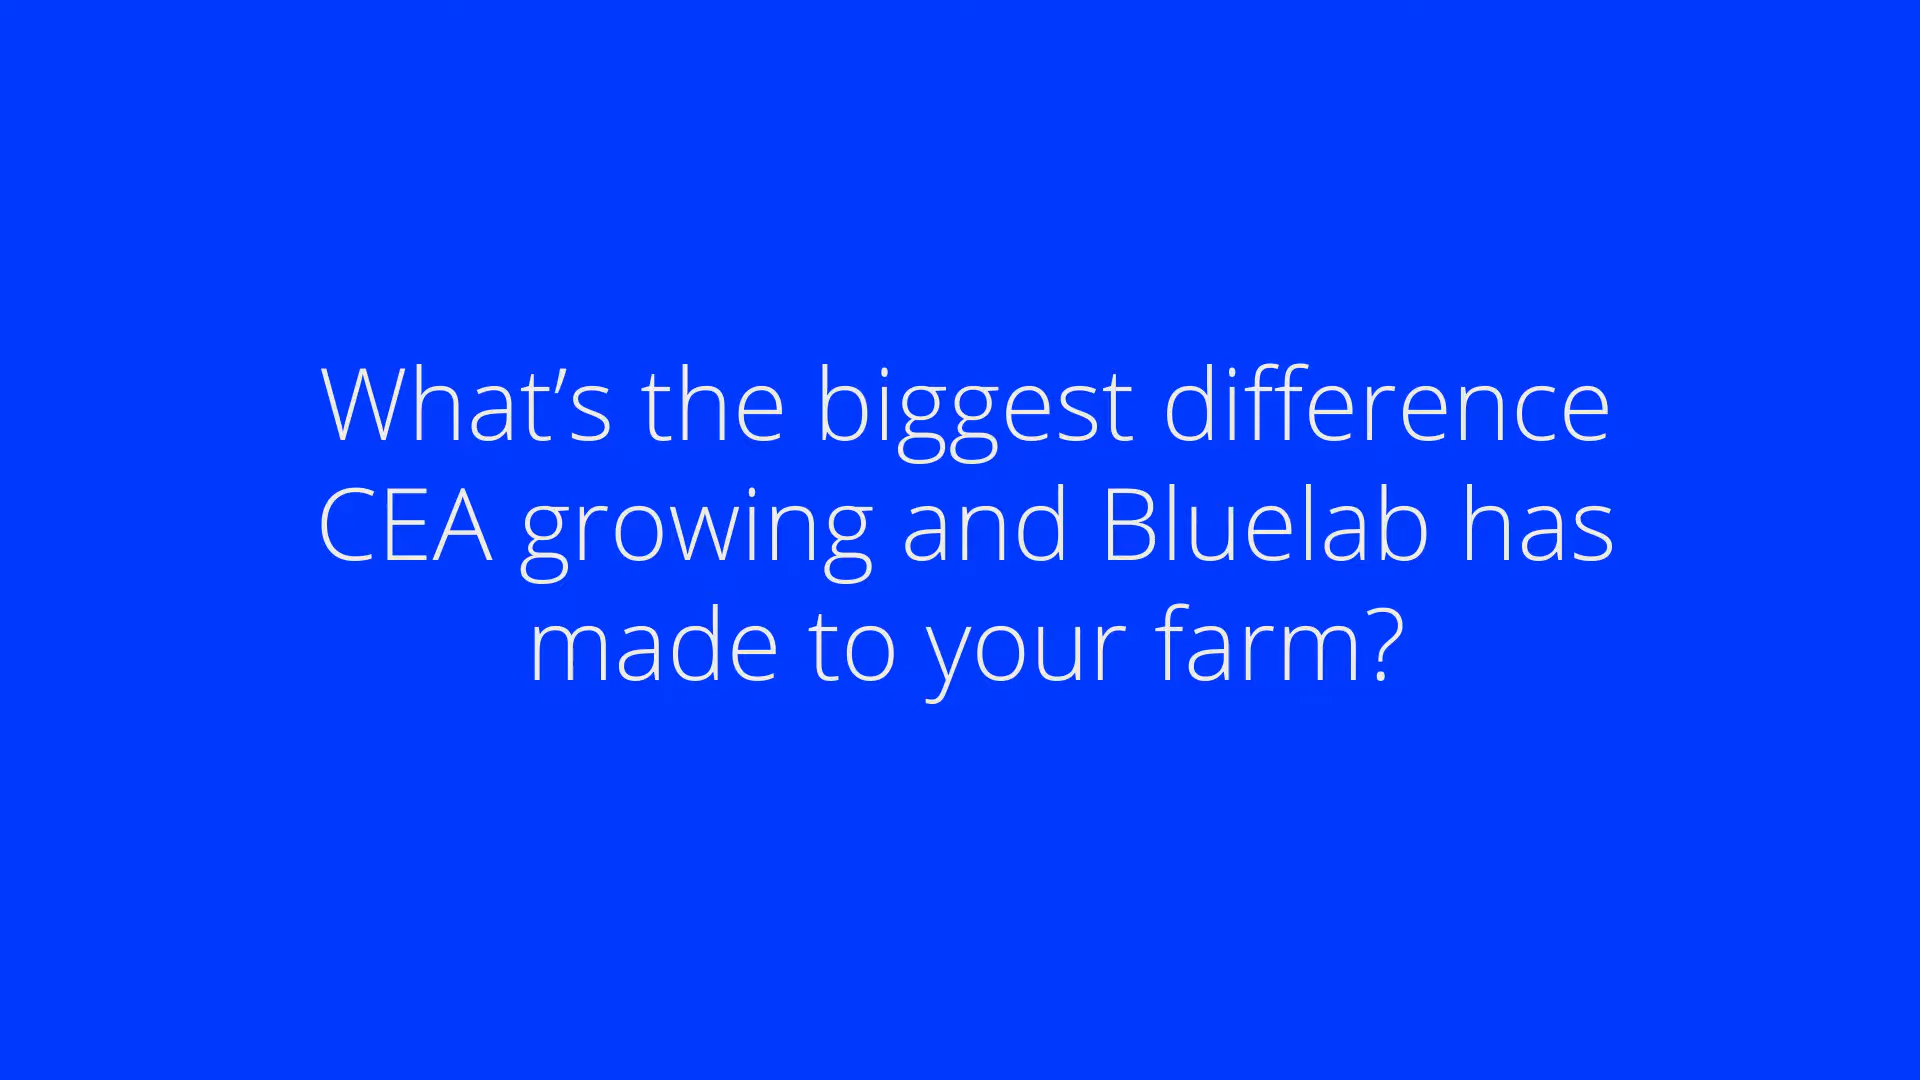 What’s the biggest difference
CEA growing and Bluelab has
made to your farm?